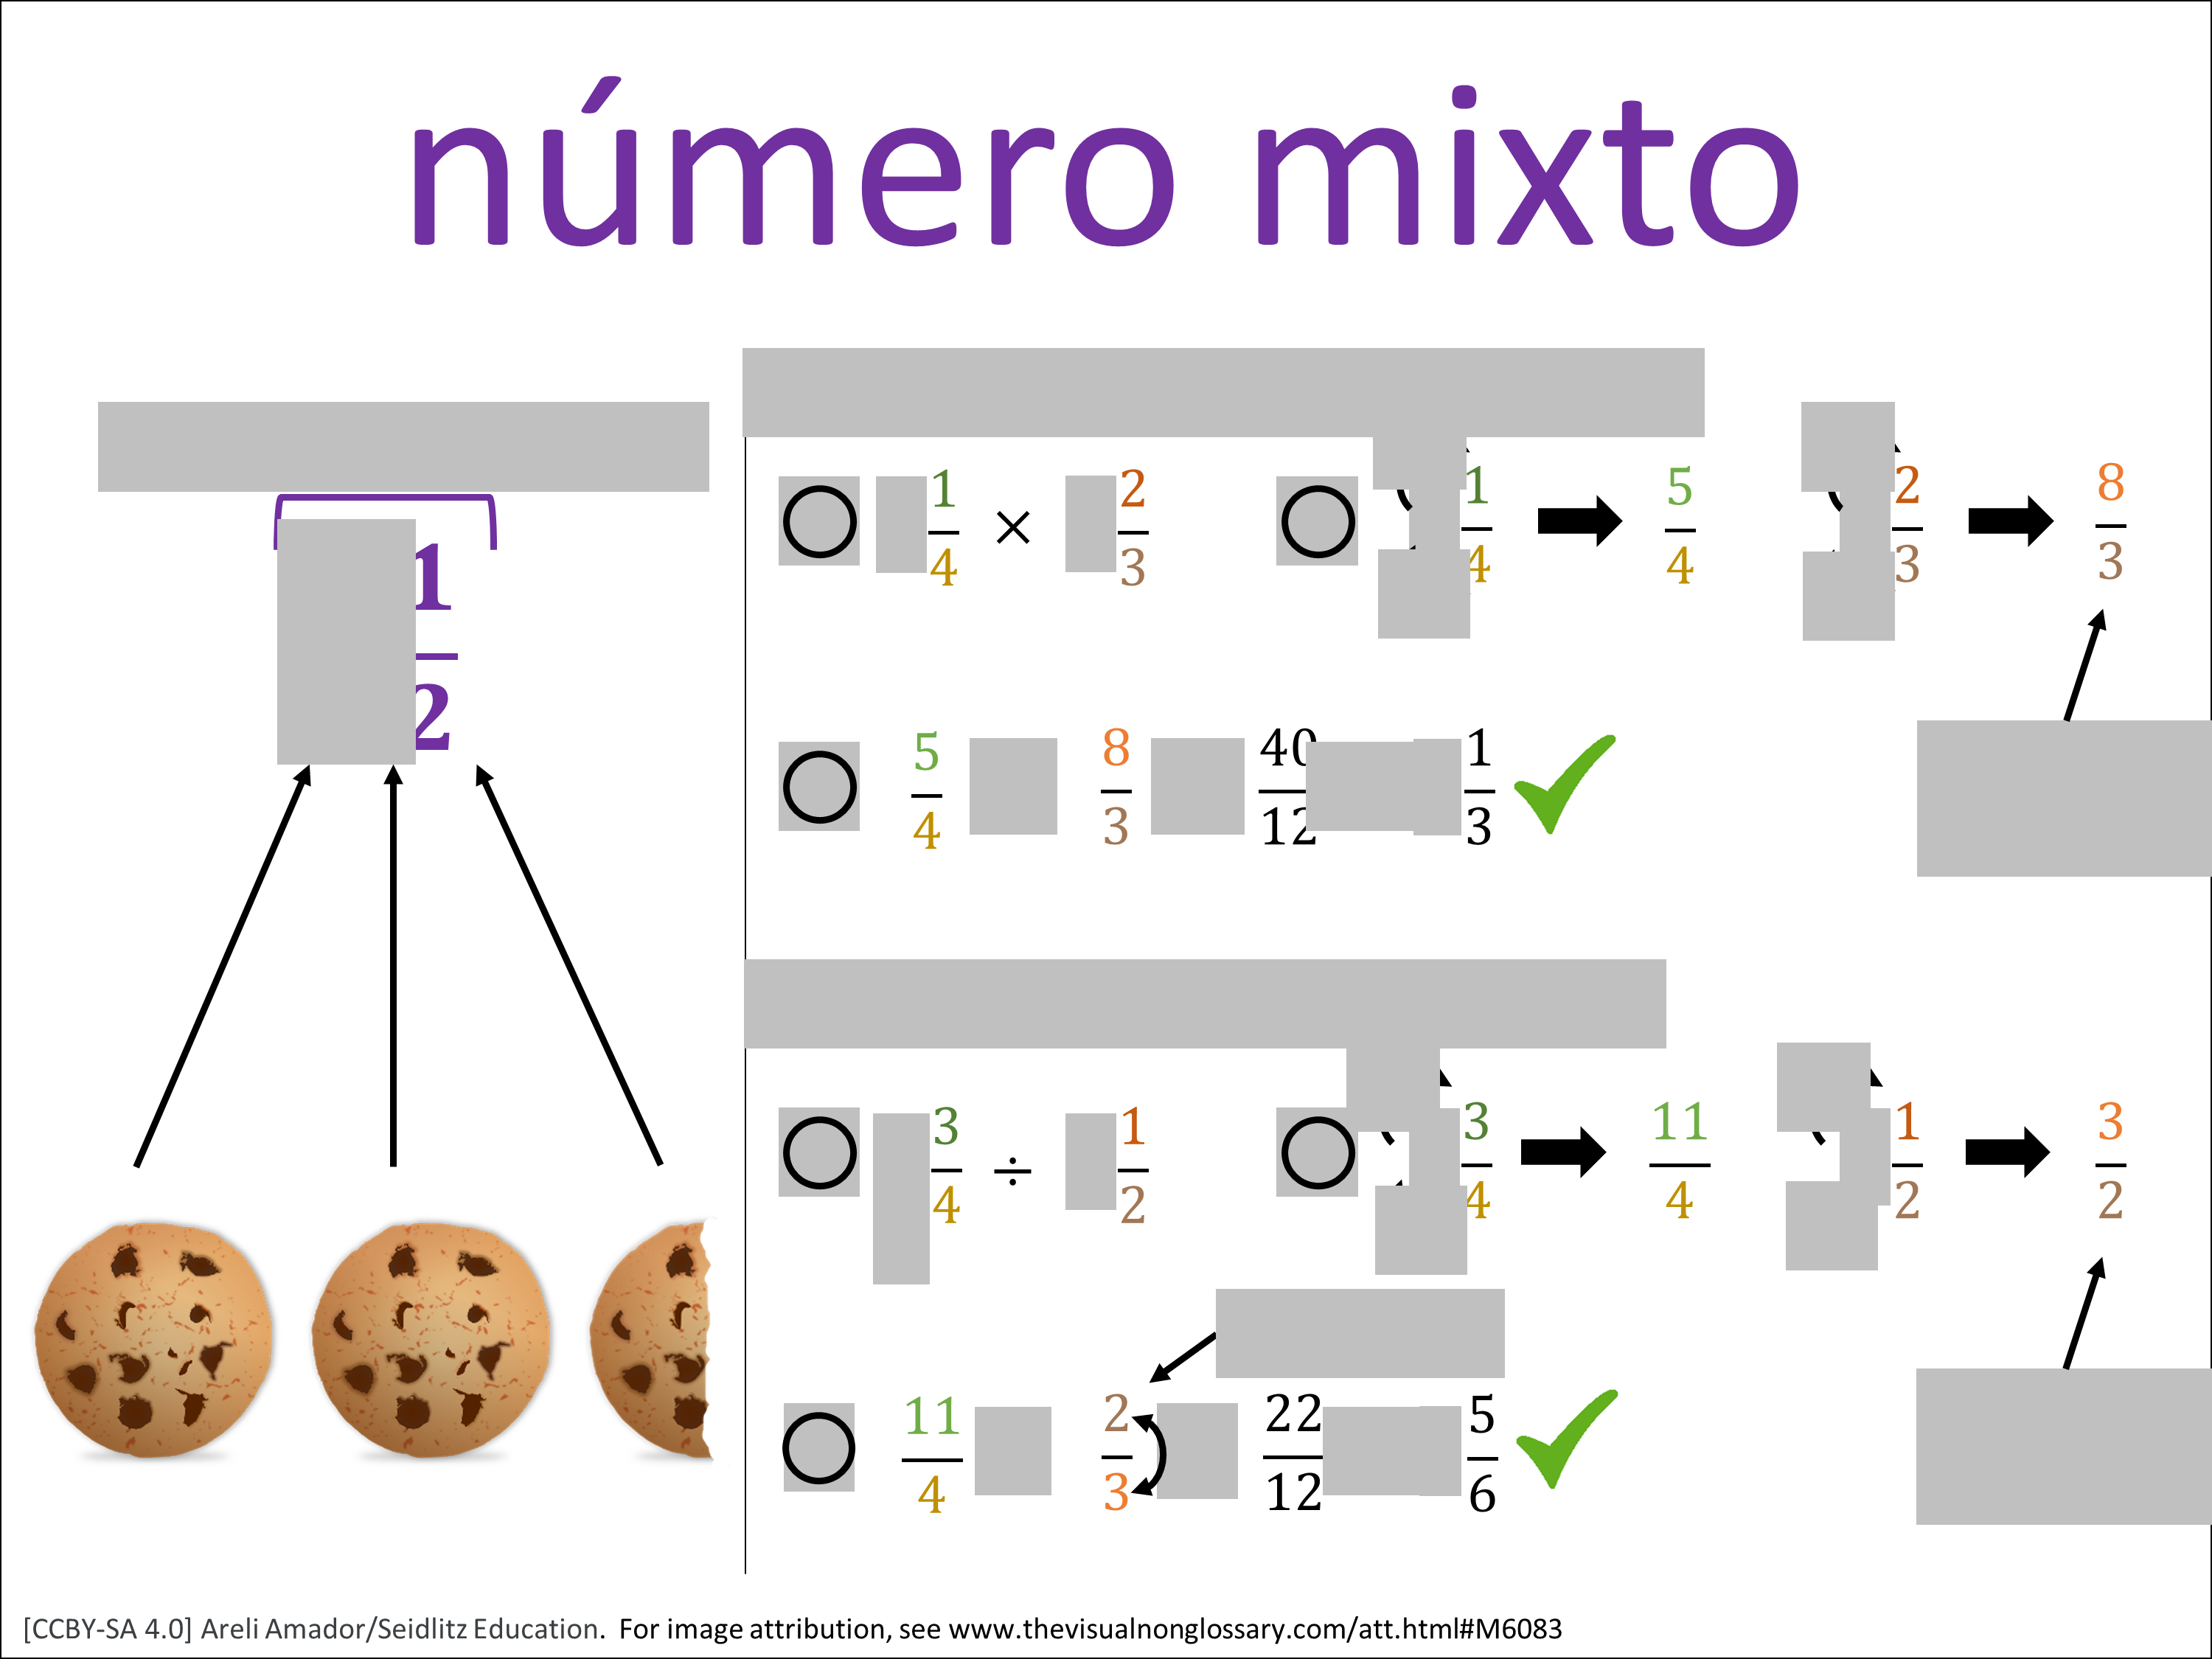 número mixto
1
2
1/4 × 2/3
1/4 5/4 2/3 8/3
5/4 8/3 40/12 1/3
3/4 ÷ 1/2
3/4 11/4 1/2 3/2
11/4 2/3 22/12 5/6
[CCBY-SA 4.0] Areli Amador/Seidlitz Education. For image attribution, see www.thevisualnonglossary.com/att.html#M6083